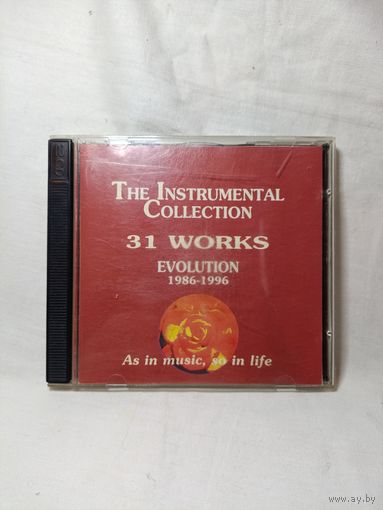 THE INSTRUMENTAL
COLLECTION
31 WORKS
EVOLUTION
1986-1996
As in music, so in life
www.ay.by